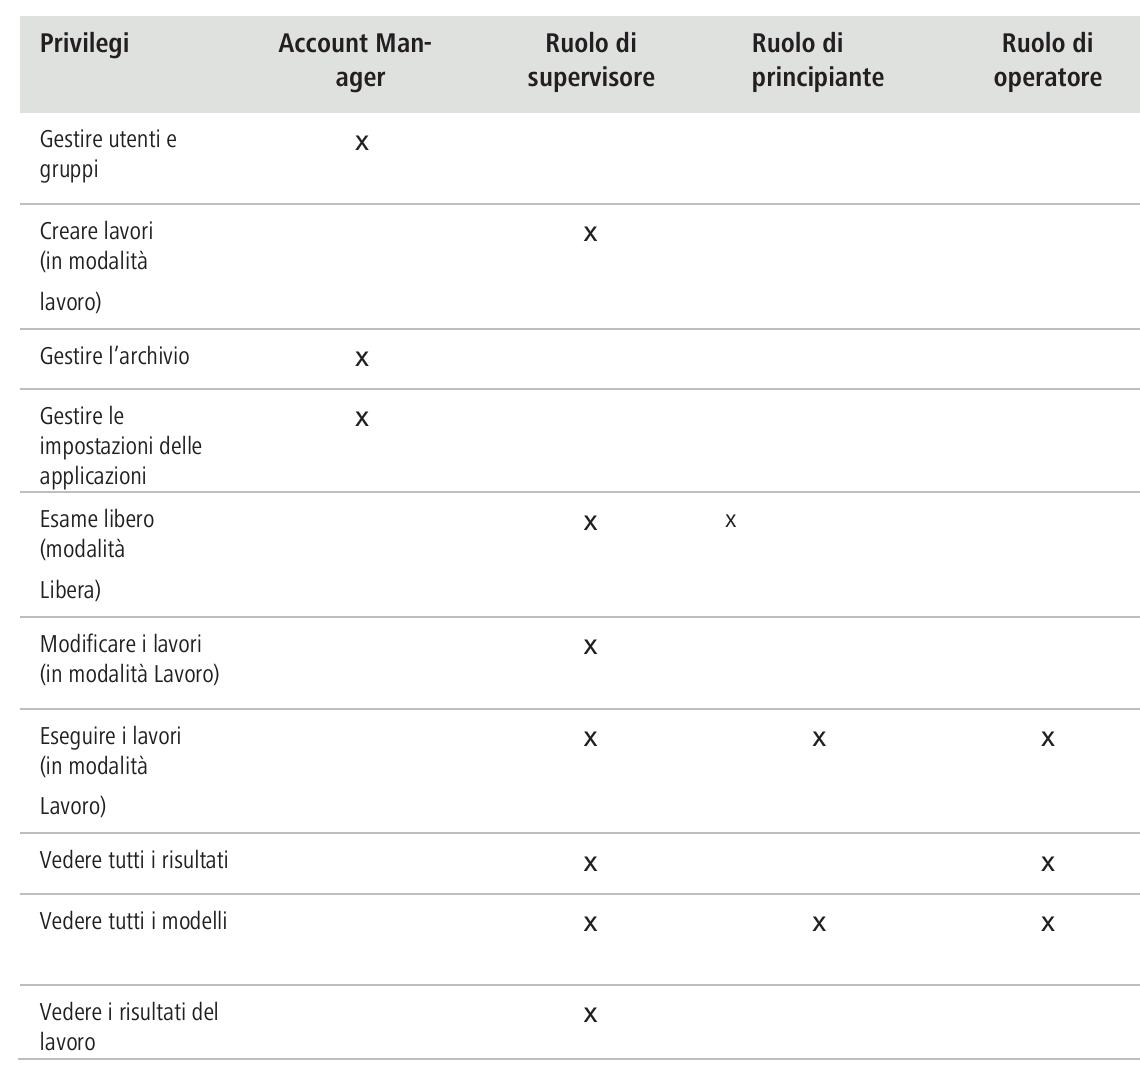 Privilegi Account Man- Ruolo di Ruolo di Ruolo di
ager supervisore principiante operatore
Gestire utenti e x
gruppi
Creare lavori x
(in modalità
lavoro)
Gestire l'archivio x
Gestire le x
impostazioni delle
applicazioni
Esame libero x x
(modalità
Libera)
Modificare i lavori x
(in modalità Lavoro)
Eseguire i lavori x x x
(in modalità
Lavoro)
Vedere tutti i risultati x x
Vedere tutti i modelli x x x
Vedere i risultati del x
lavoro